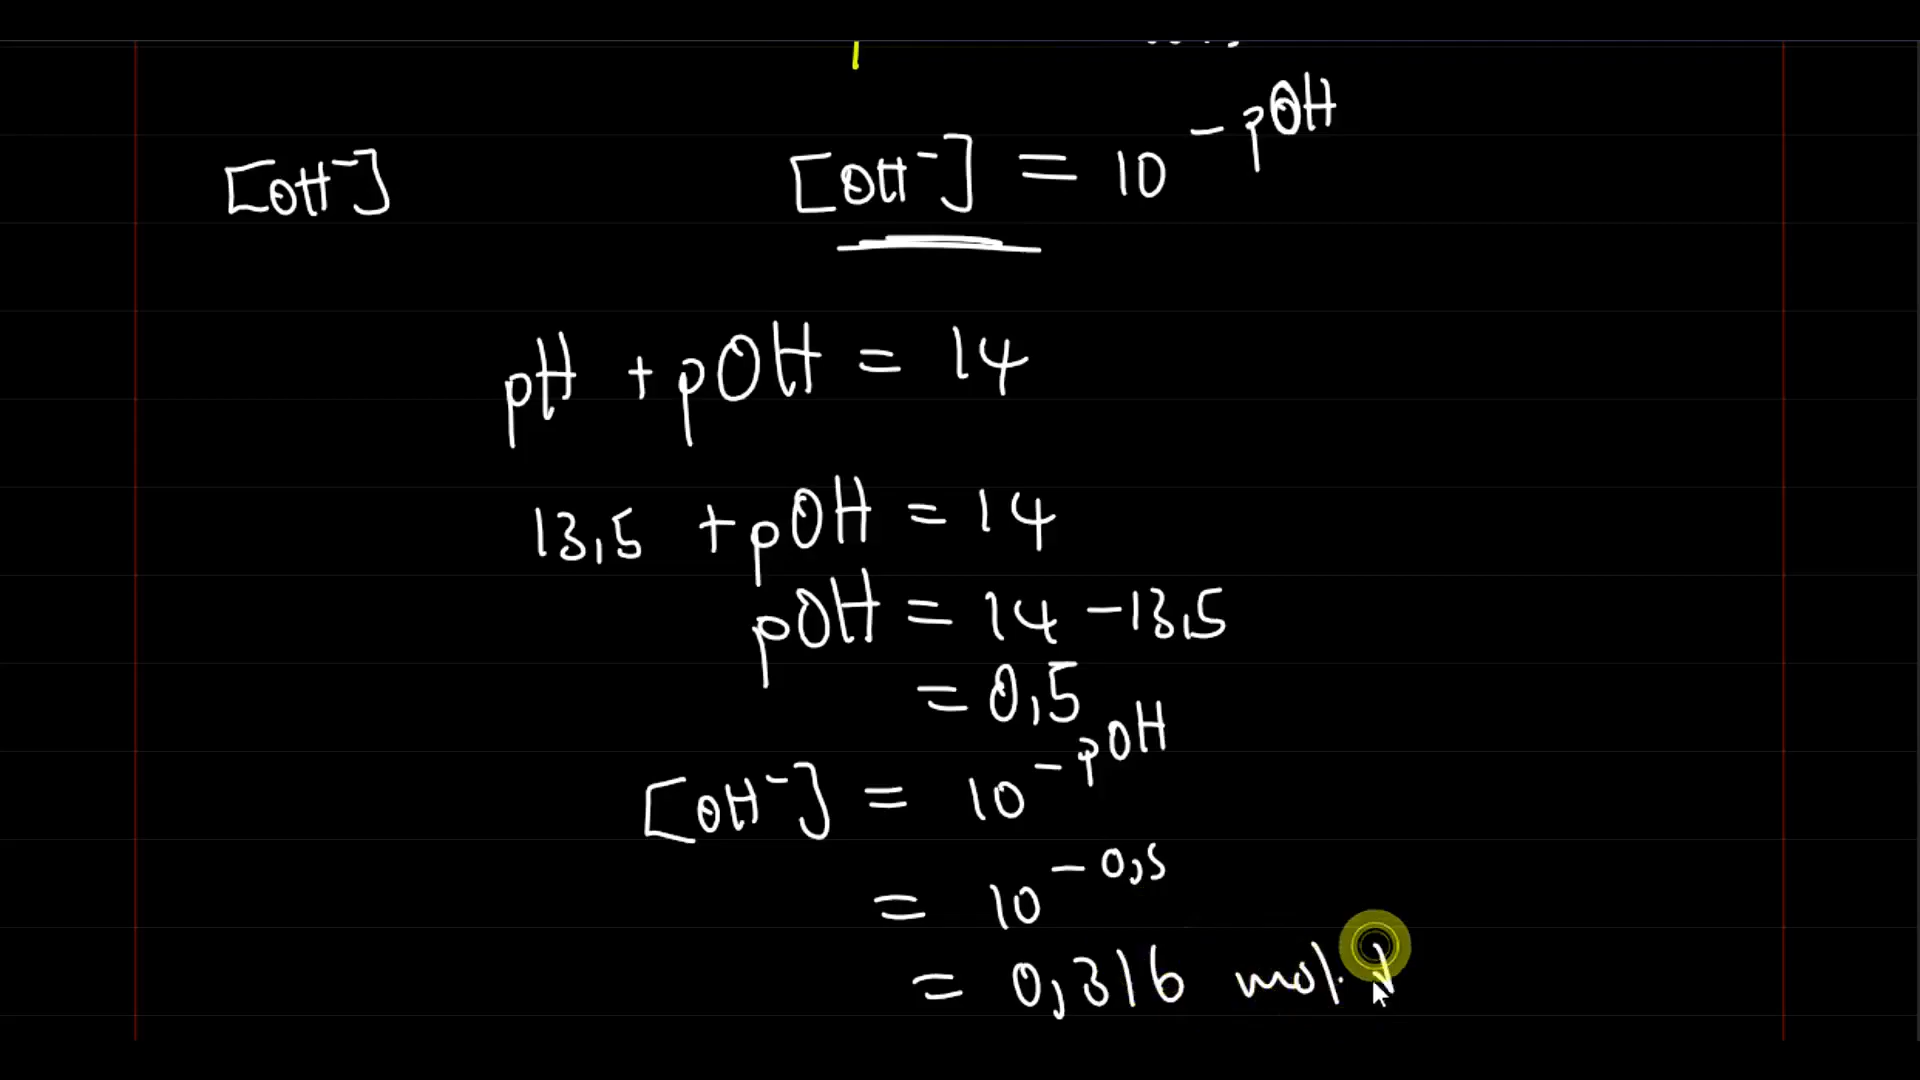 [OH⁻] [OH⁻] = 10^-pOH
pH + pOH = 14
13,5 + pOH = 14
pOH = 14 - 13,5
= 0,5
[OH⁻] = 10^-pOH
= 10^-0,5
= 0,316 mol.